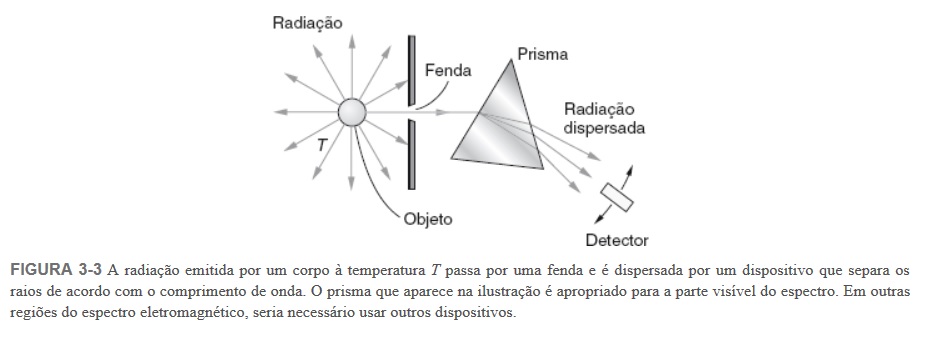 Radiação
Prisma
Fenda
Radiação
dispersada
T
Objeto
Detector
FIGURA 3-3 A radiação emitida por um corpo à temperatura T passa por uma fenda e é dispersada por um dispositivo que separa os
raios de acordo com o comprimento de onda. O prisma que aparece na ilustração é apropriado para a parte visível do espectro. Em outras
regiões do espectro eletromagnético, seria necessário usar outros dispositivos.